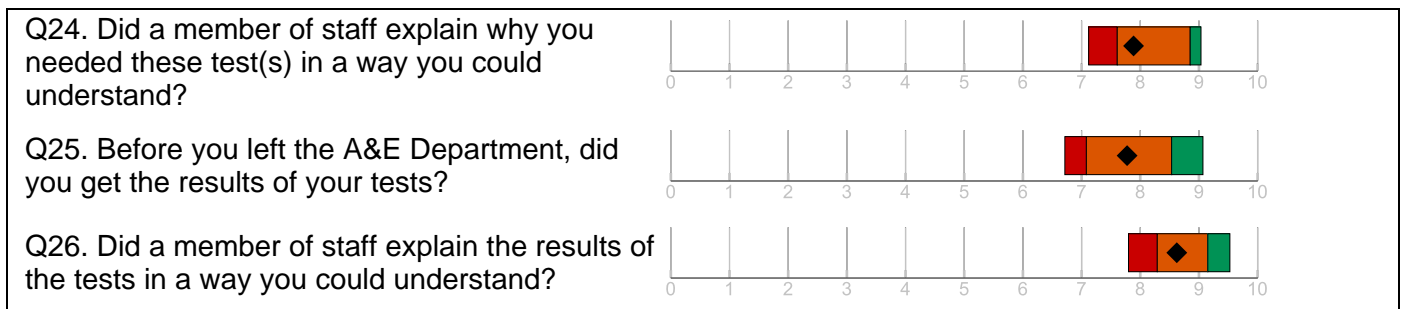 Q24. Did a member of staff explain why you
needed these test(s) in a way you could
understand?
0 1 2 3 4 5 6 7 8 9 10
Q25. Before you left the A&E Department, did
you get the results of your tests?
0 1 2 3 4 5 6 7 8 9 10
Q26. Did a member of staff explain the results of
the tests in a way you could understand?
0 1 2 3 4 5 6 7 8 9 10